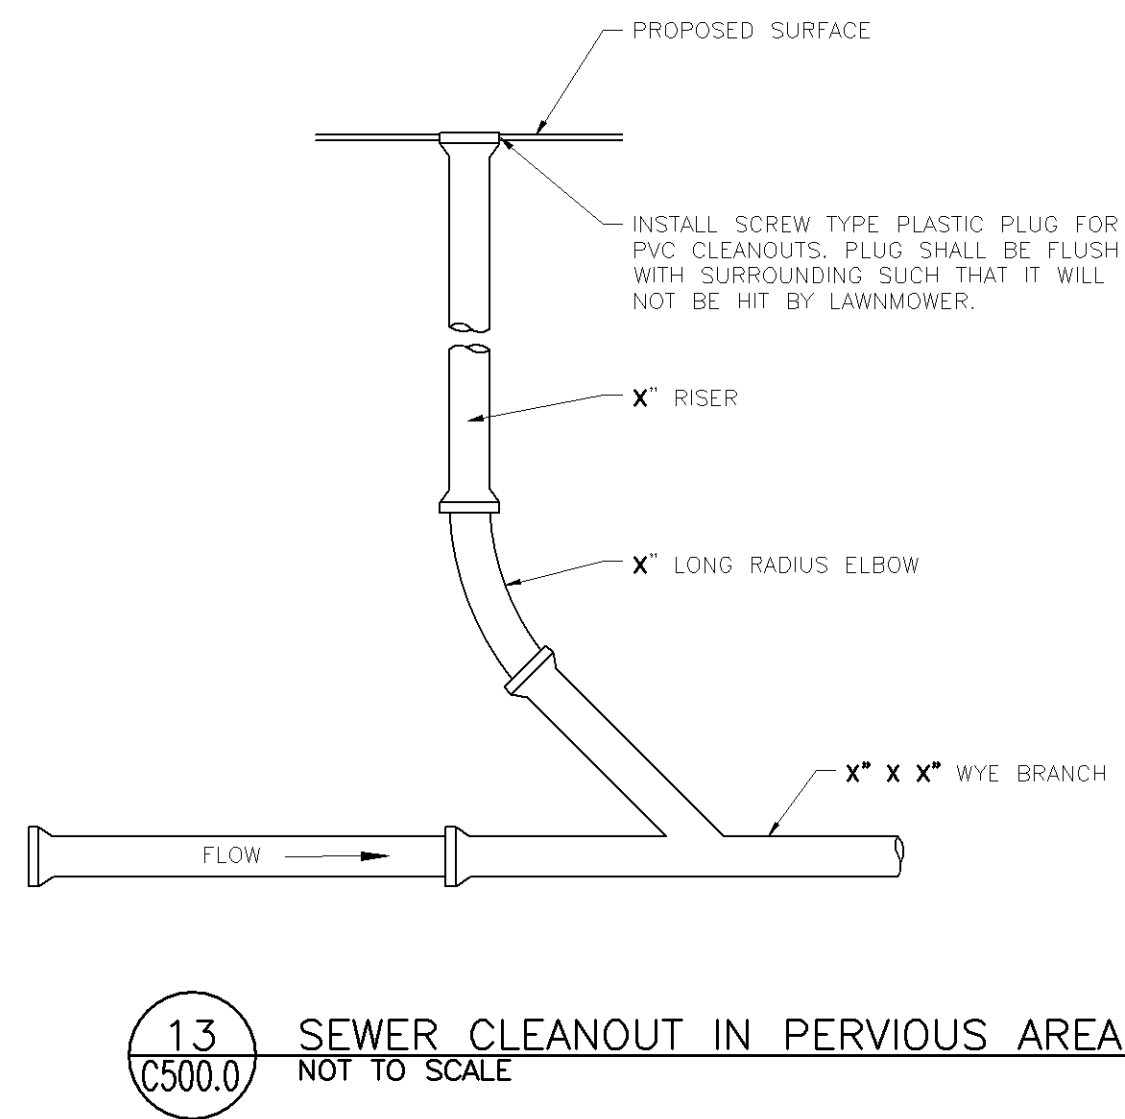 PROPOSED SURFACE
INSTALL SCREW TYPE PLASTIC PLUG FOR
PVC CLEANOUTS. PLUG SHALL BE FLUSH
WITH SURROUNDING SUCH THAT IT WILL
NOT BE HIT BY LAWNMOWER.
X" RISER
X" LONG RADIUS ELBOW
X" X X" WYE BRANCH
FLOW
13
C500.0
SEWER CLEANOUT IN PERVIOUS AREA
NOT TO SCALE